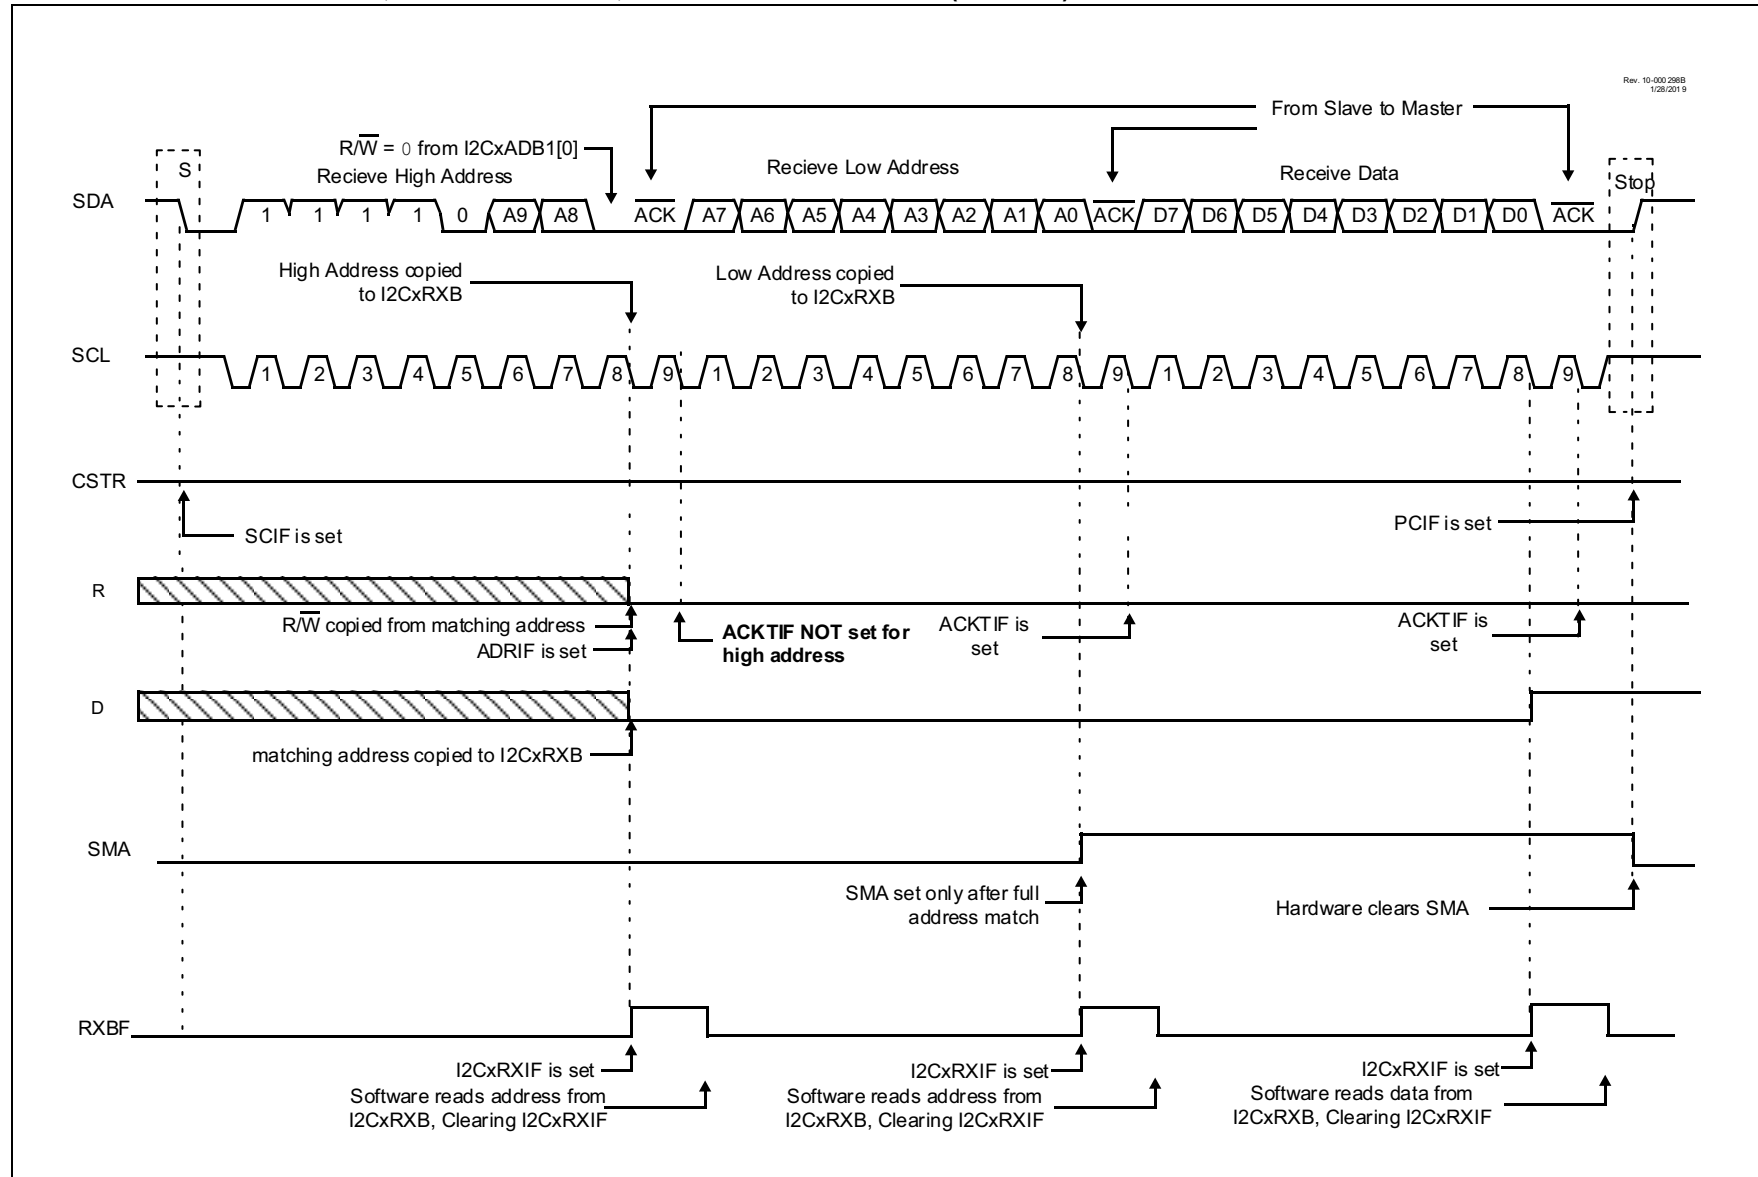 Rev. 10-000298B
1/28/2019
From Slave to Master
R/W = 0 from I2CxADB1[0]
Recieve High Address
Recieve Low Address
Receive Data
S
Stop
SDA
1 1 1 1 0 A9 A8 ACK A7 A6 A5 A4 A3 A2 A1 A0 ACK D7 D6 D5 D4 D3 D2 D1 D0 ACK
High Address copied
to I2CxRXB
Low Address copied
to I2CxRXB
SCL
1 2 3 4 5 6 7 8 9 1 2 3 4 5 6 7 8 9 1 2 3 4 5 6 7 8 9
CSTR
SCIF is set
PCIF is set
R
R/W copied from matching address
ADRIF is set
ACKTIF NOT set for
high address
ACKTIF is
set
ACKTIF is
set
D
matching address copied to I2CxRXB
SMA
SMA set only after full
address match
Hardware clears SMA
RXBF
I2CxRXIF is set
Software reads address from
I2CxRXB, Clearing I2CxRXIF
I2CxRXIF is set
Software reads address from
I2CxRXB, Clearing I2CxRXIF
I2CxRXIF is set
Software reads data from
I2CxRXB, Clearing I2CxRXIF